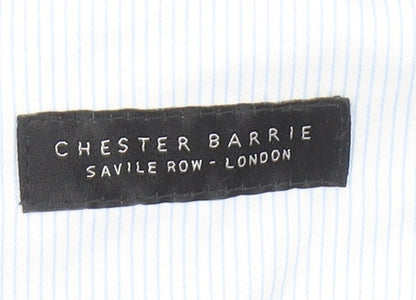 CHESTER BARRIE
SAVILE ROW - LONDON